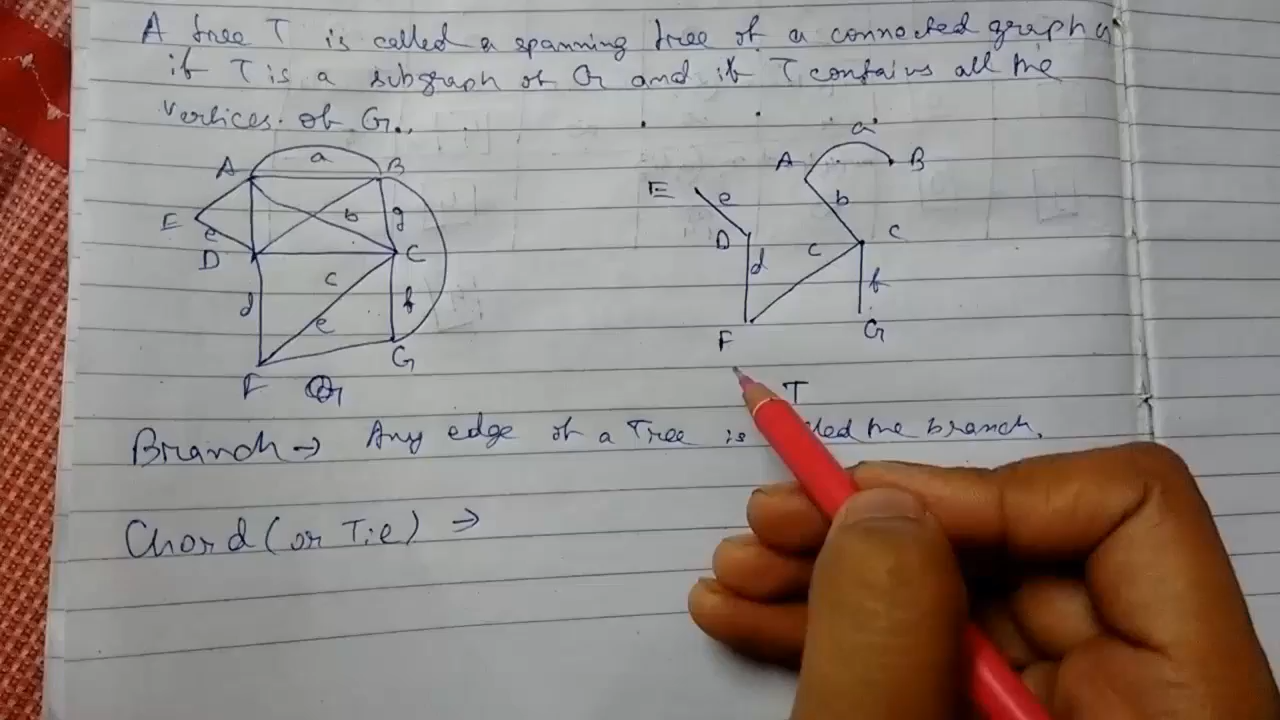 A tree T is called a spanning tree of a connected graph G
if T is a subgraph of G and if T contains all the
vertices of G.
a
A B
E b g
e
D C
c
d f
e
G
F G
a
A B
E e b
D c C
d f
F G
T
Branch → Any edge of a Tree is the branch.
Chord (or Tie) ⇒